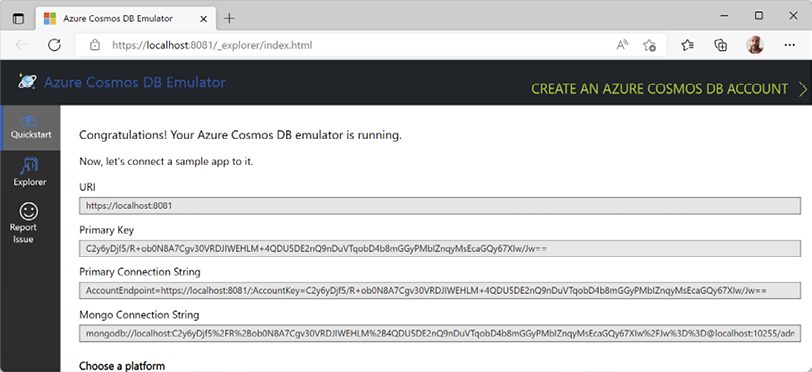 Azure Cosmos DB Emulator
https://localhost:8081/_explorer/index.html
Azure Cosmos DB Emulator
CREATE AN AZURE COSMOS DB ACCOUNT
Quickstart
Explorer
Report
Issue
Congratulations! Your Azure Cosmos DB emulator is running.
Now, let's connect a sample app to it.
URI
https://localhost:8081
Primary Key
C2y6yDjf5/R+ob0N8A7Cgv30VRDJIWEHLM+4QDU5DE2nQ9nDuVTqobD4b8mGGyPMbIZnqyMsEcaGQy67XIw/Jw==
Primary Connection String
AccountEndpoint=https://localhost:8081/;AccountKey=C2y6yDjf5/R+ob0N8A7Cgv30VRDJIWEHLM+4QDU5DE2nQ9nDuVTqobD4b8mGGyPMbIZnqyMsEcaGQy67XIw/Jw==
Mongo Connection String
mongodb://localhost:C2y6yDjf5%2FR%2Bob0N8A7Cgv30VRDJIWEHLM%2B4QDU5DE2nQ9nDuVTqobD4b8mGGyPMbIZnqyMsEcaGQy67XIw%2FJw%3D%3D@localhost:10255/adn
Choose a platform